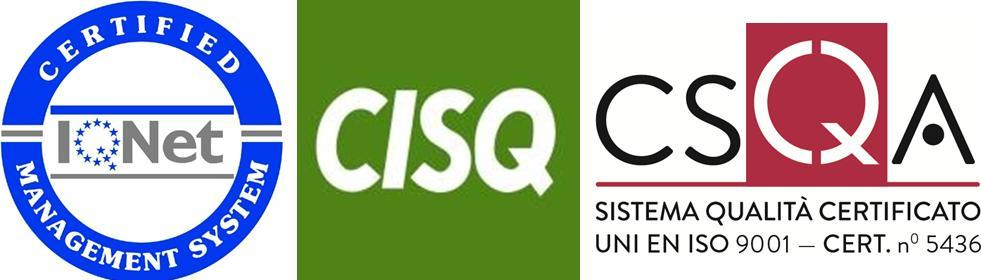 CERTIFIED
IQNet
MANAGEMENT SYSTEM
CISQ
CSQA
SISTEMA QUALITÀ CERTIFICATO
UNI EN ISO 9001 — CERT. n⁰ 5436